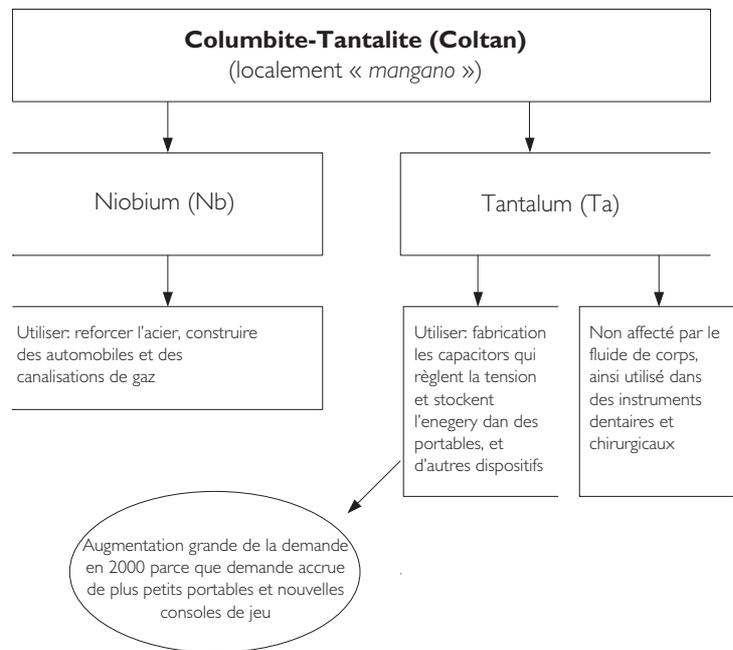 Columbite-Tantalite (Coltan)
(localement « mangano »)
Niobium (Nb)
Tantalum (Ta)
Utiliser: reforcer l'acier, construire
des automobiles et des
canalisations de gaz
Utiliser: fabrication
les capacitors qui
règlent la tension
et stockent
l'enegery dan des
portables, et
d'autres dispositifs
Non affecté par le
fluide de corps,
ainsi utilisé dans
des instruments
dentaires et
chirurgicaux
Augmentation grande de la demande
en 2000 parce que demande accrue
de plus petits portables et nouvelles
consoles de jeu